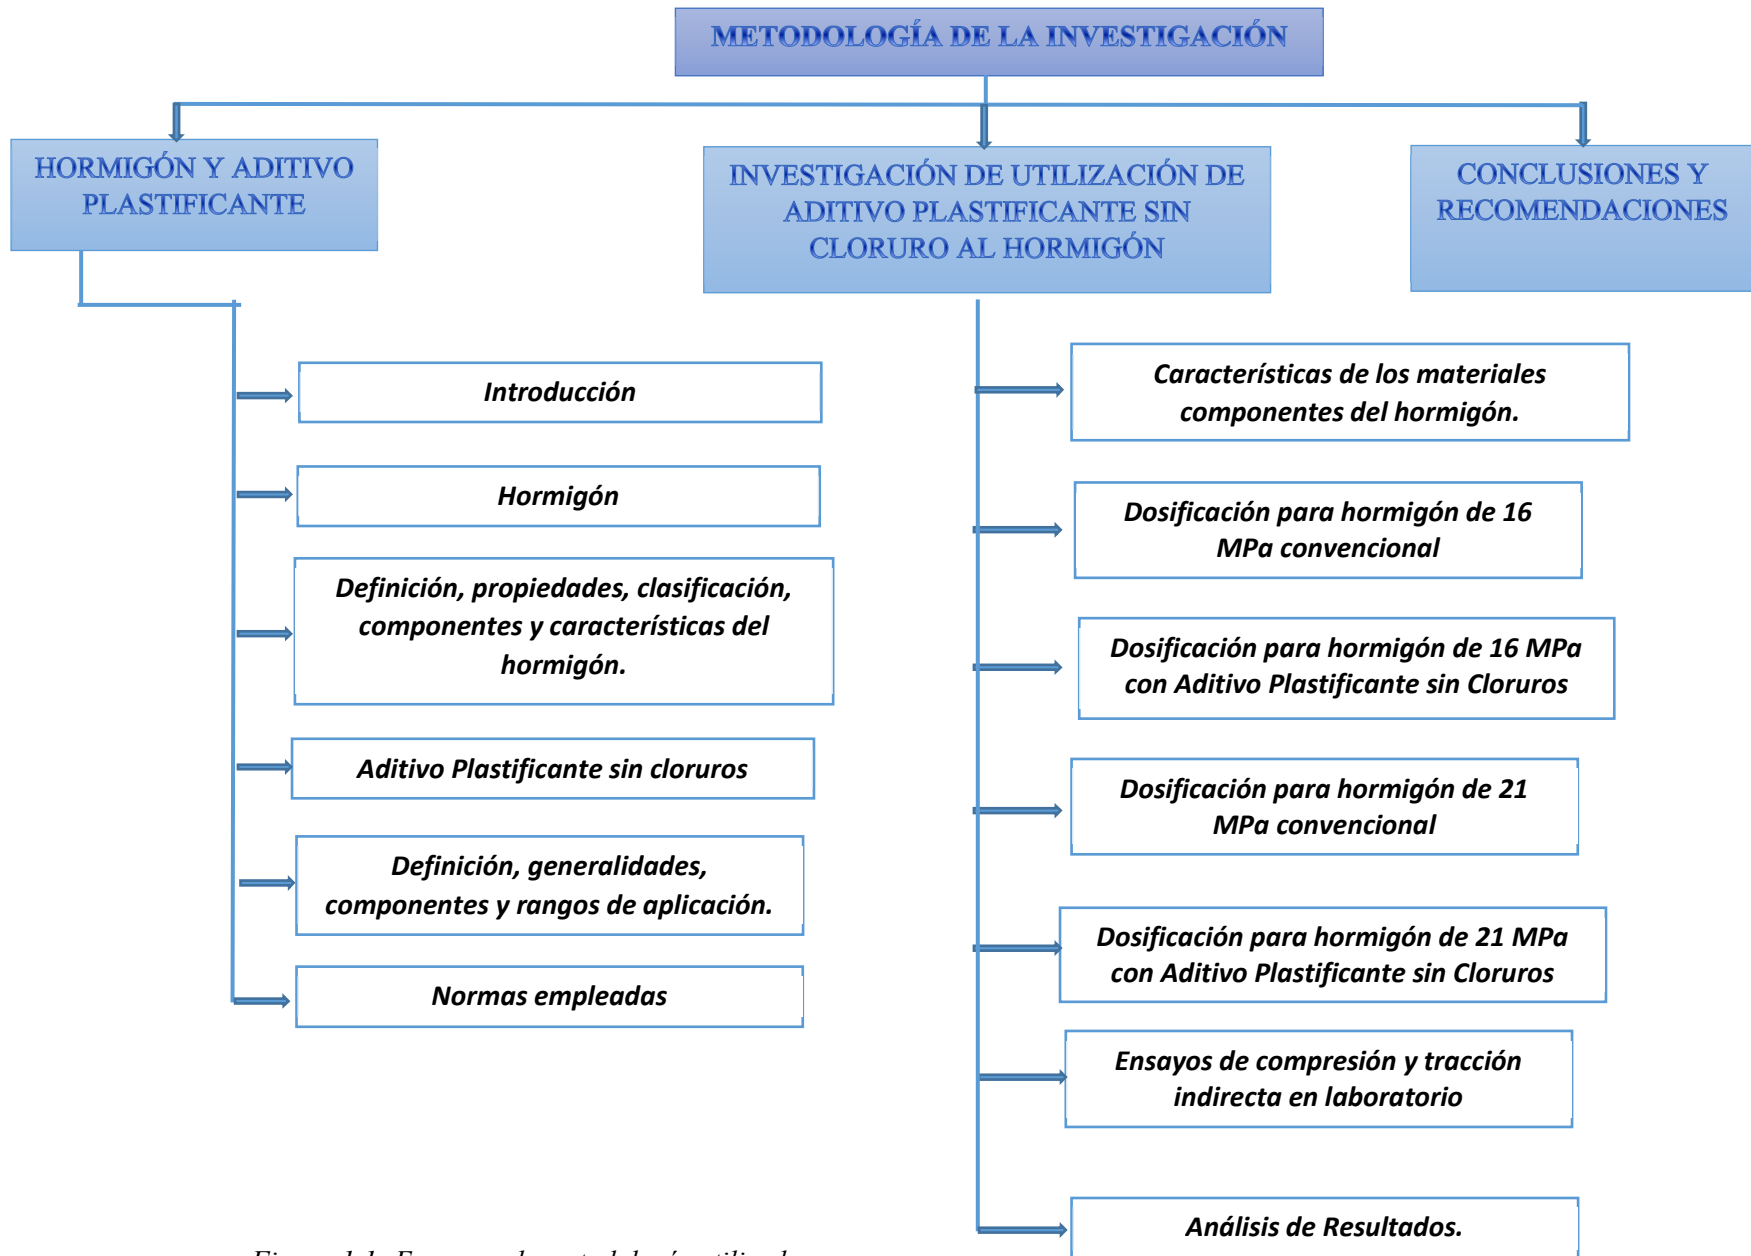 METODOLOGÍA DE LA INVESTIGACIÓN
HORMIGÓN Y ADITIVO
PLASTIFICANTE
INVESTIGACIÓN DE UTILIZACIÓN DE
ADITIVO PLASTIFICANTE SIN
CLORURO AL HORMIGÓN
CONCLUSIONES Y
RECOMENDACIONES
Introducción
Hormigón
Definición, propiedades, clasificación,
componentes y características del
hormigón.
Aditivo Plastificante sin cloruros
Definición, generalidades,
componentes y rangos de aplicación.
Normas empleadas
Características de los materiales
componentes del hormigón.
Dosificación para hormigón de 16
MPa convencional
Dosificación para hormigón de 16 MPa
con Aditivo Plastificante sin Cloruros
Dosificación para hormigón de 21
MPa convencional
Dosificación para hormigón de 21 MPa
con Aditivo Plastificante sin Cloruros
Ensayos de compresión y tracción
indirecta en laboratorio
Análisis de Resultados.